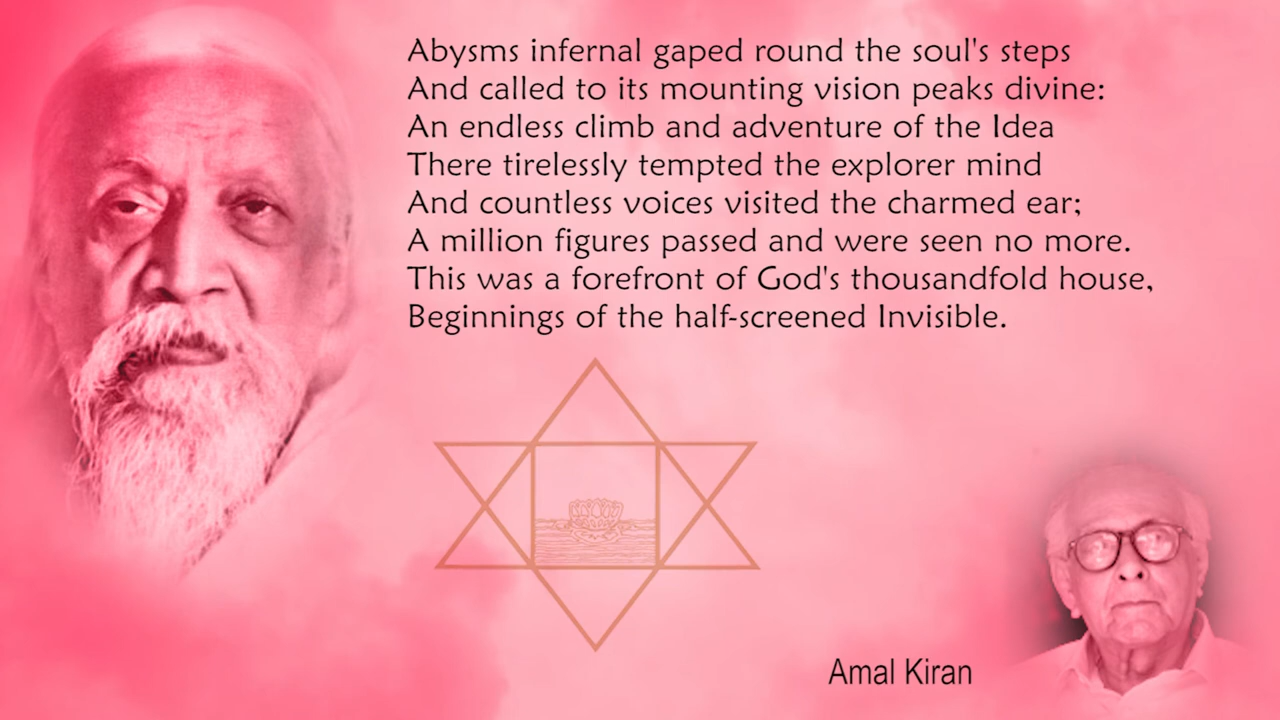 Abysms infernal gaped round the soul's steps
And called to its mounting vision peaks divine:
An endless climb and adventure of the Idea
There tirelessly tempted the explorer mind
And countless voices visited the charmed ear;
A million figures passed and were seen no more.
This was a forefront of God's thousandfold house,
Beginnings of the half-screened Invisible.
Amal Kiran